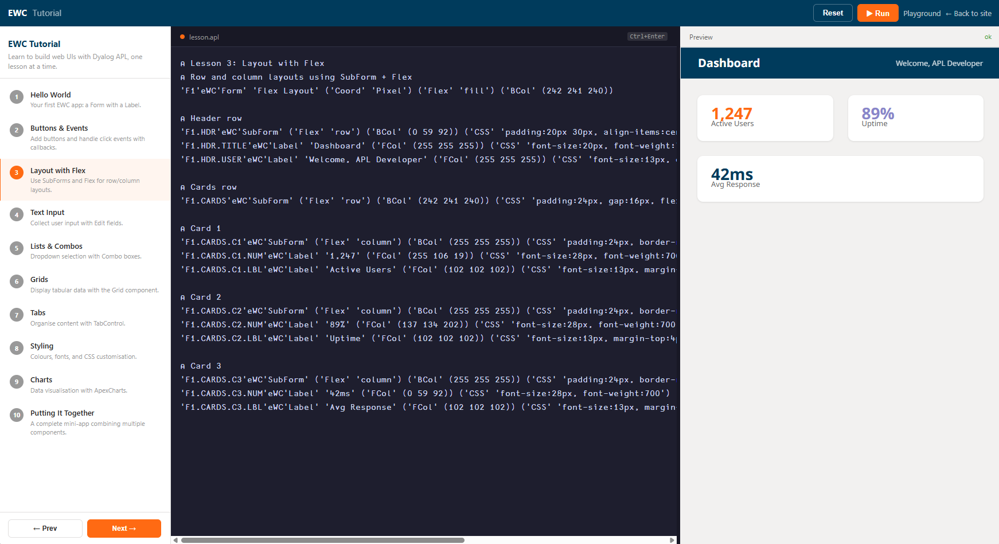 EWC Tutorial
Reset
▶ Run
Playground
← Back to site
EWC Tutorial
Learn to build web UIs with Dyalog APL, one
lesson at a time.
1
Hello World
Your first EWC app: a Form with a Label.
2
Buttons & Events
Add buttons and handle click events with
callbacks.
3
Layout with Flex
Use SubForms and Flex for row/column
layouts.
4
Text Input
Collect user input with Edit fields.
5
Lists & Combos
Dropdown selection with Combo boxes.
6
Grids
Display tabular data with the Grid component.
7
Tabs
Organise content with TabControl.
8
Styling
Colours, fonts, and CSS customisation.
9
Charts
Data visualisation with ApexCharts.
10
Putting It Together
A complete mini-app combining multiple
components.
← Prev
Next →
lesson.apl
Ctrl+Enter
⍝ Lesson 3: Layout with Flex
⍝ Row and column layouts using SubForm + Flex
'F1'eWC'Form' 'Flex Layout' ('Coord' 'Pixel') ('Flex' 'fill') ('BCol' (242 241 240))
⍝ Header row
'F1.HDR'eWC'SubForm' ('Flex' 'row') ('BCol' (0 59 92)) ('CSS' 'padding:20px 30px, align-items:cen
'F1.HDR.TITLE'eWC'Label' 'Dashboard' ('FCol' (255 255 255)) ('CSS' 'font-size:20px, font-weight:
'F1.HDR.USER'eWC'Label' 'Welcome, APL Developer' ('FCol' (255 255 255)) ('CSS' 'font-size:13px,
⍝ Cards row
'F1.CARDS'eWC'SubForm' ('Flex' 'row') ('BCol' (242 241 240)) ('CSS' 'padding:24px, gap:16px, fle
⍝ Card 1
'F1.CARDS.C1'eWC'SubForm' ('Flex' 'column') ('BCol' (255 255 255)) ('CSS' 'padding:24px, border-
'F1.CARDS.C1.NUM'eWC'Label' '1,247' ('FCol' (255 106 19)) ('CSS' 'font-size:28px, font-weight:700
'F1.CARDS.C1.LBL'eWC'Label' 'Active Users' ('FCol' (102 102 102)) ('CSS' 'font-size:13px, margin-
⍝ Card 2
'F1.CARDS.C2'eWC'SubForm' ('Flex' 'column') ('BCol' (255 255 255)) ('CSS' 'padding:24px, border-
'F1.CARDS.C2.NUM'eWC'Label' '89%' ('FCol' (137 134 202)) ('CSS' 'font-size:28px, font-weight:700
'F1.CARDS.C2.LBL'eWC'Label' 'Uptime' ('FCol' (102 102 102)) ('CSS' 'font-size:13px, margin-top:4p
⍝ Card 3
'F1.CARDS.C3'eWC'SubForm' ('Flex' 'column') ('BCol' (255 255 255)) ('CSS' 'padding:24px, border-
'F1.CARDS.C3.NUM'eWC'Label' '42ms' ('FCol' (0 59 92)) ('CSS' 'font-size:28px, font-weight:700')
'F1.CARDS.C3.LBL'eWC'Label' 'Avg Response' ('FCol' (102 102 102)) ('CSS' 'font-size:13px, margin-
Preview
ok
Dashboard
Welcome, APL Developer
1,247
Active Users
89%
Uptime
42ms
Avg Response